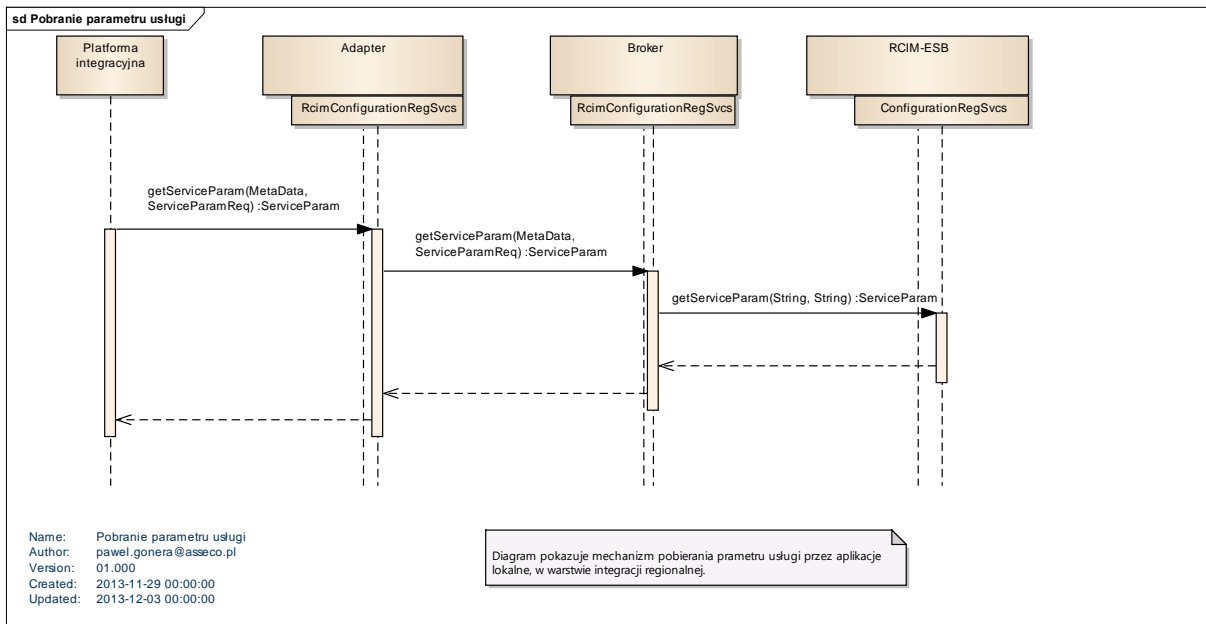 sd Pobranie parametru usługi
Platforma
integracyjna
Adapter
Broker
RCIM-ESB
RcimConfigurationRegSvcs
RcimConfigurationRegSvcs
ConfigurationRegSvcs
getServiceParam(MetaData,
ServiceParamReq) :ServiceParam
getServiceParam(MetaData,
ServiceParamReq) :ServiceParam
getServiceParam(String, String) :ServiceParam
Name: Pobranie parametru usługi
Author: pawel.gonera@asseco.pl
Version: 01.000
Created: 2013-11-29 00:00:00
Updated: 2013-12-03 00:00:00
Diagram pokazuje mechanizm pobierania prametru usługi przez aplikacje
lokalne, w warstwie integracji regionalnej.